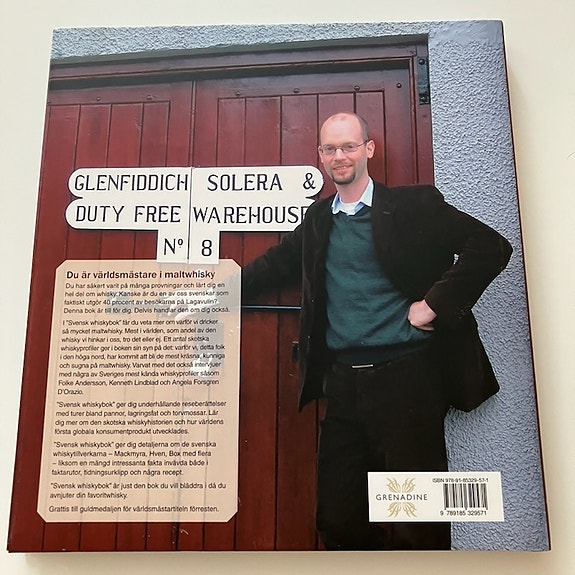 GLENFIDDICH SOLERA &
DUTY FREE WAREHOUSE
Nº 8
Du är världsmästare i maltwhisky
Du har säkert varit på många provningar och lärt dig en
hel del om whisky. Kanske är du en av oss svenskar som
faktiskt utgör 40 procent av besökarna på Lagavulin?
Denna bok är till för dig. Delvis handlar den om dig också.
I "Svensk whiskybok" får du veta mer om varför vi dricker
så mycket maltwhisky. Mest i världen, som andel av den
whisky vi hinkar i oss, tro det eller ej. Ett antal skotska
whiskyprofiler ger i boken sin syn på det: varför vi, detta folk
i den höga nord, har kommit att bli de mest kräsna, kunniga
och sugna på maltwhisky. Varvat med det också intervjuer
med några av Sveriges mest kända whiskyprofiler såsom
Folke Andersson, Kenneth Lindblad och Angela Forsgren
D'Orazio.
"Svensk whiskybok" ger dig underhållande reseberättelser
med turer bland pannor, lagringsfat och torvmossar. Lär
dig mer om den skotska whiskyhistorien och hur världens
första globala konsumentprodukt utvecklades.
"Svensk whiskybok" ger dig detaljerna om de svenska
whiskytillverkarna – Mackmyra, Hven, Box med flera
– liksom en mängd intressanta fakta invävda både i
faktarutor, tidningsurklipp och några recept.
"Svensk whiskybok" är just den bok du vill bläddra i då du
avnjuter din favoritwhisky.
Grattis till guldmedaljen för världsmästartiteln förresten.
GRENADINE
ISBN 978-91-85329-57-1
9 789185 329571